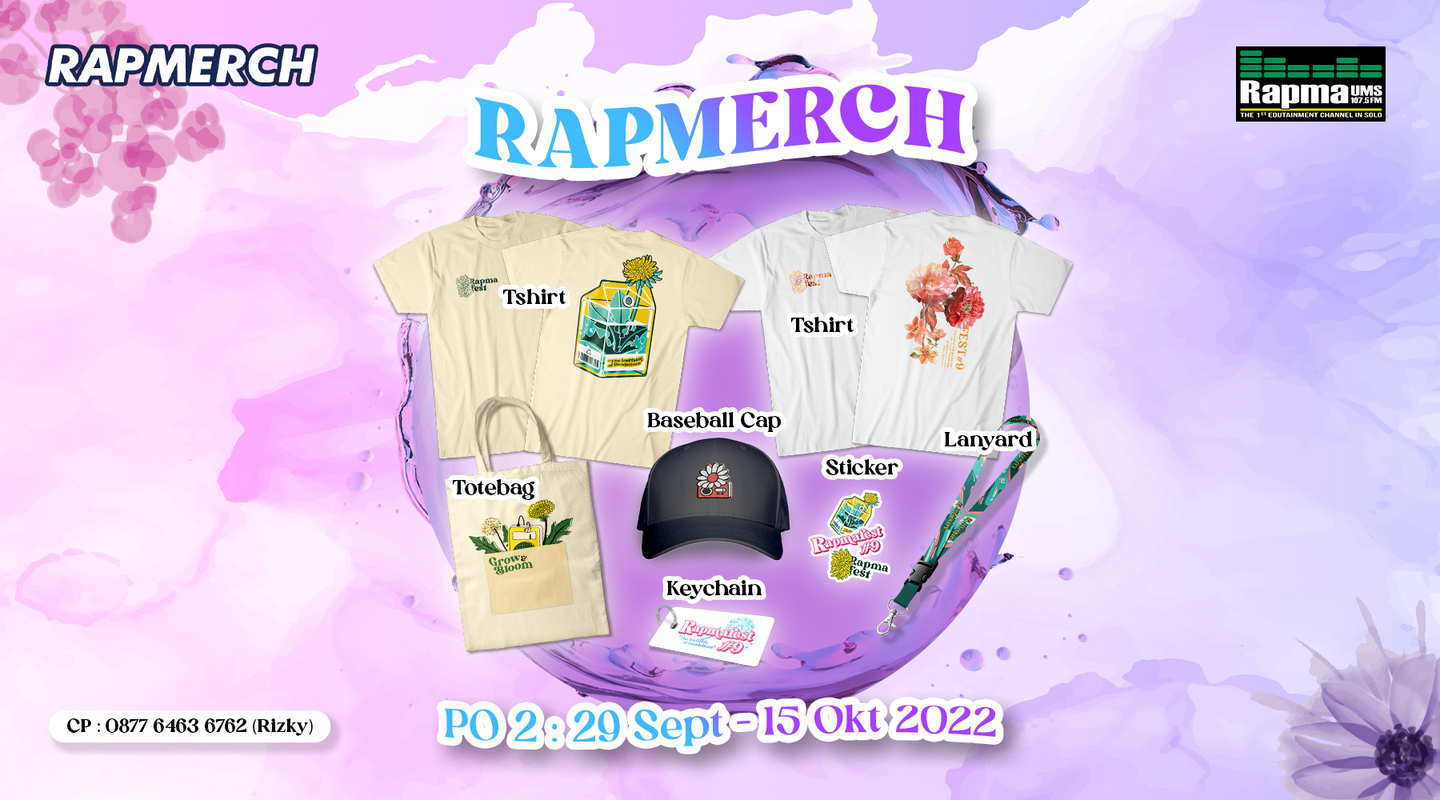 RAPMERCH
Rapma UMS
107.5 FM
THE 1ST EDUTAINMENT CHANNEL IN SOLO
RAPMERCH
Rapma
fest
Tshirt
Rapma
fest
Tshirt
FEST#9
Baseball Cap
Lanyard
Totebag
Sticker
Grow &
Bloom
Rapmafest
#9
Rapma
fest
Keychain
Rapmafest
#9
PO 2 : 29 Sept - 15 Okt 2022
CP : 0877 6463 6762 (Rizky)